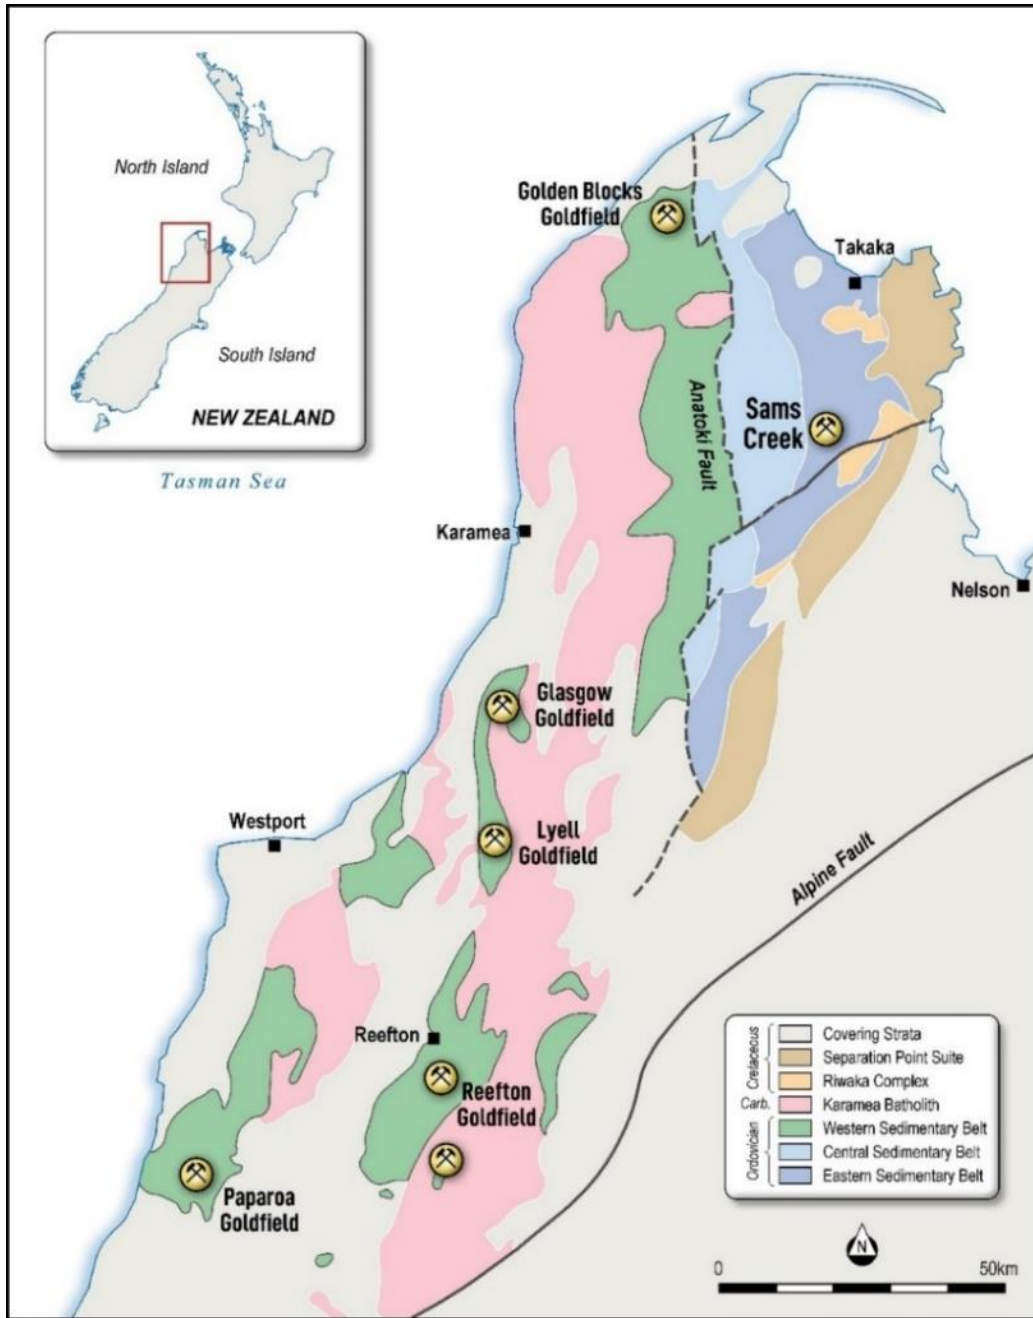 North Island
South Island
NEW ZEALAND
Tasman Sea
Golden Blocks
Goldfield
Takaka
Anatoki Fault
Sams
Creek
Karamea
Nelson
Glasgow
Goldfield
Westport
Lyell
Goldfield
Alpine Fault
Reefton
Reefton
Goldfield
Paparoa
Goldfield
Cretaceous
Covering Strata
Separation Point Suite
Riwaka Complex
Carb.
Karamea Batholith
Ordovician
Western Sedimentary Belt
Central Sedimentary Belt
Eastern Sedimentary Belt
N
0
50km